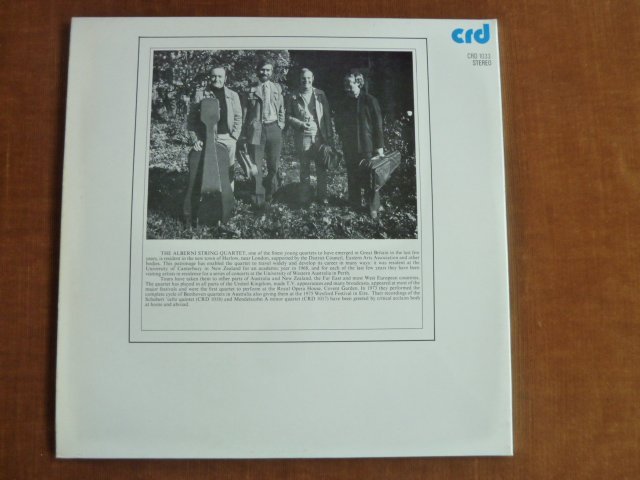 crd
CRD 1033
STEREO
THE ALBERNI STRING QUARTET, one of the finest young quartets to have emerged in Great Britain in the last few
years, is resident in the new town of Harlow, near London, supported by the District Council, Eastern Arts Association and other
bodies. This patronage has enabled the quartet to travel widely and develop its career in many ways: it was resident at the
University of Canterbury in New Zealand for an academic year in 1968, and for each of the last few years they have been
visiting artists in residence for a series of concerts at the University of Western Australia in Perth.
Tours have taken them to other parts of Australia and New Zealand, the Far East and most West European countries.
The quartet has played in all parts of the United Kingdom, made T.V. appearances and many broadcasts, appeared at most of the
major festivals and were the first quartet to perform at the Royal Opera House, Covent Garden. In 1973 they performed the
complete cycle of Beethoven quartets in Australia also giving them at the 1975 Wexford Festival in Eire. Their recordings of the
Schubert 'cello quintet (CRD 1018) and Mendelssohn A minor quartet (CRD 1017) have been greeted by critical acclaim both
at home and abroad.